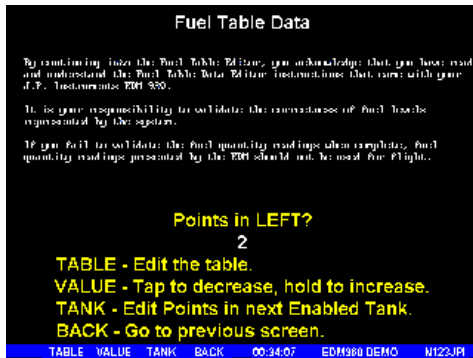 Fuel Table Data
By continuing into the Fuel Table Editor, you acknowledge that you have read
and understand the Fuel Table Data Editor instructions that came with your
J.P. Instruments EDM 980.
It is your responsibility to validate the correctness of fuel levels
represented by the system.
If you fail to validate the fuel quantity readings when complete, fuel
quantity readings presented by the EDM should not be used for flight.
Points in LEFT?
2
TABLE - Edit the table.
VALUE - Tap to decrease, hold to increase.
TANK - Edit Points in next Enabled Tank.
BACK - Go to previous screen.
TABLE VALUE TANK BACK 00:34:07 EDM960 DEMO N123JPI